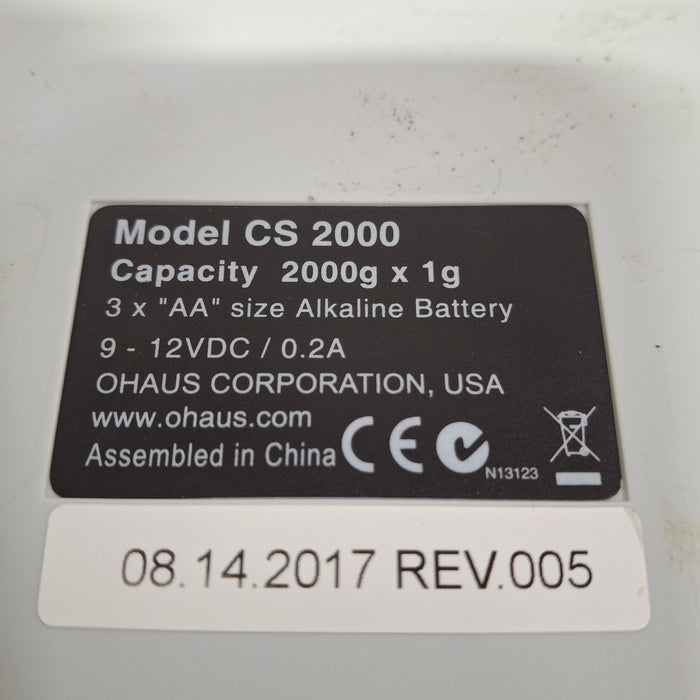 Model CS 2000
Capacity 2000g x 1g
3 x "AA" size Alkaline Battery
9 - 12VDC / 0.2A
OHAUS CORPORATION, USA
www.ohaus.com
Assembled in China CE N13123
08.14.2017 REV.005